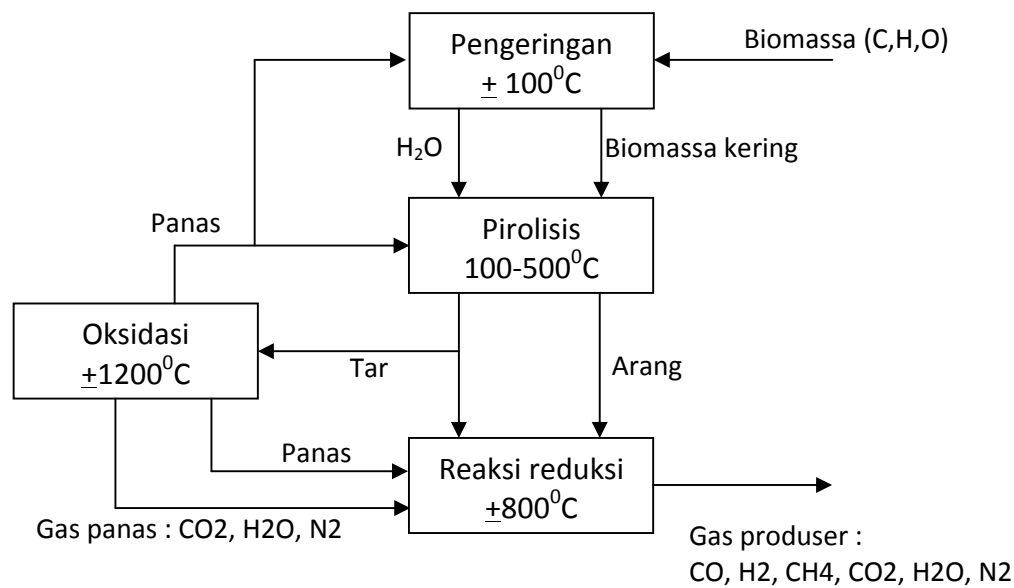 Pengeringan
± 100⁰C
Biomassa (C,H,O)
H₂O
Biomassa kering
Panas
Pirolisis
100-500⁰C
Oksidasi
±1200⁰C
Tar
Arang
Panas
Reaksi reduksi
±800⁰C
Gas panas : CO2, H2O, N2
Gas produser :
CO, H2, CH4, CO2, H2O, N2